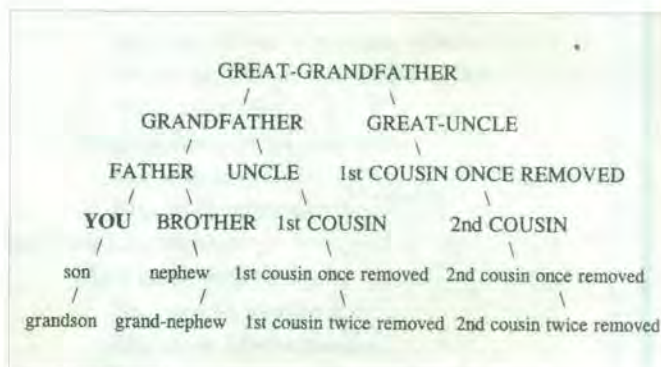 GREAT-GRANDFATHER
GRANDFATHER GREAT-UNCLE
FATHER UNCLE 1st COUSIN ONCE REMOVED
YOU BROTHER 1st COUSIN 2nd COUSIN
son nephew 1st cousin once removed 2nd cousin once removed
grandson grand-nephew 1st cousin twice removed 2nd cousin twice removed